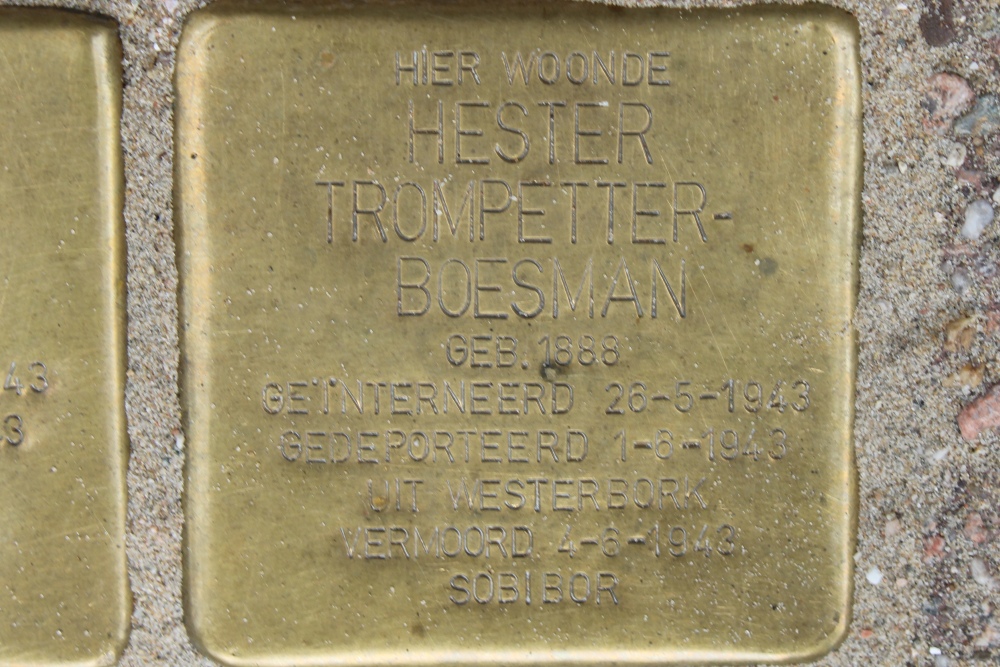 HIER WOONDE
HESTER
TROMPETTER-
BOESMAN
GEB. 1888
GEÏNTERNEERD 26-5-1943
GEDEPORTEERD 1-6-1943
UIT WESTERBORK
VERMOORD 4-6-1943
SOBIBOR
43